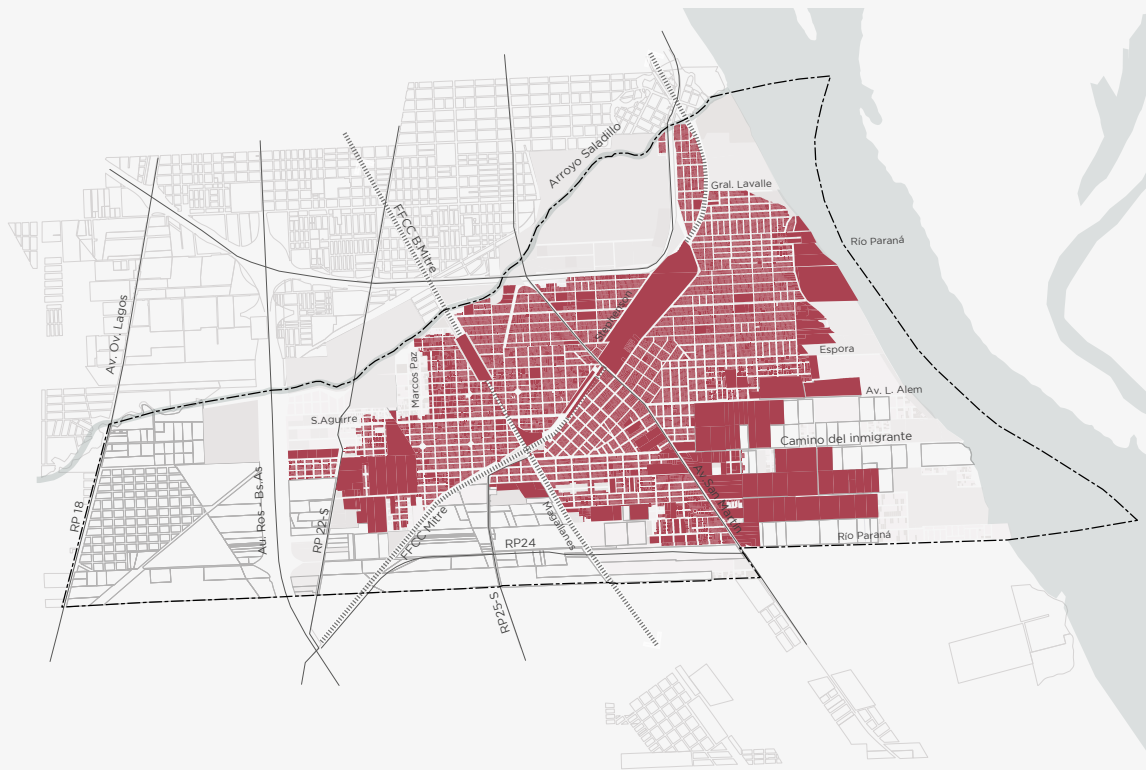 Arroyo Saladillo
Gral. Lavalle
FFCC B.Mitre
Río Paraná
Av. Ov. Lagos
Stephenson
Espora
Marcos Paz
Av. L. Alem
S.Aguirre
Camino del inmigrante
Av. San Martín
RP 18
Au. Ros -Bs.As
RP 22-S
FFCC Mitre
Magallanes
RP24
Río Paraná
RP25-S